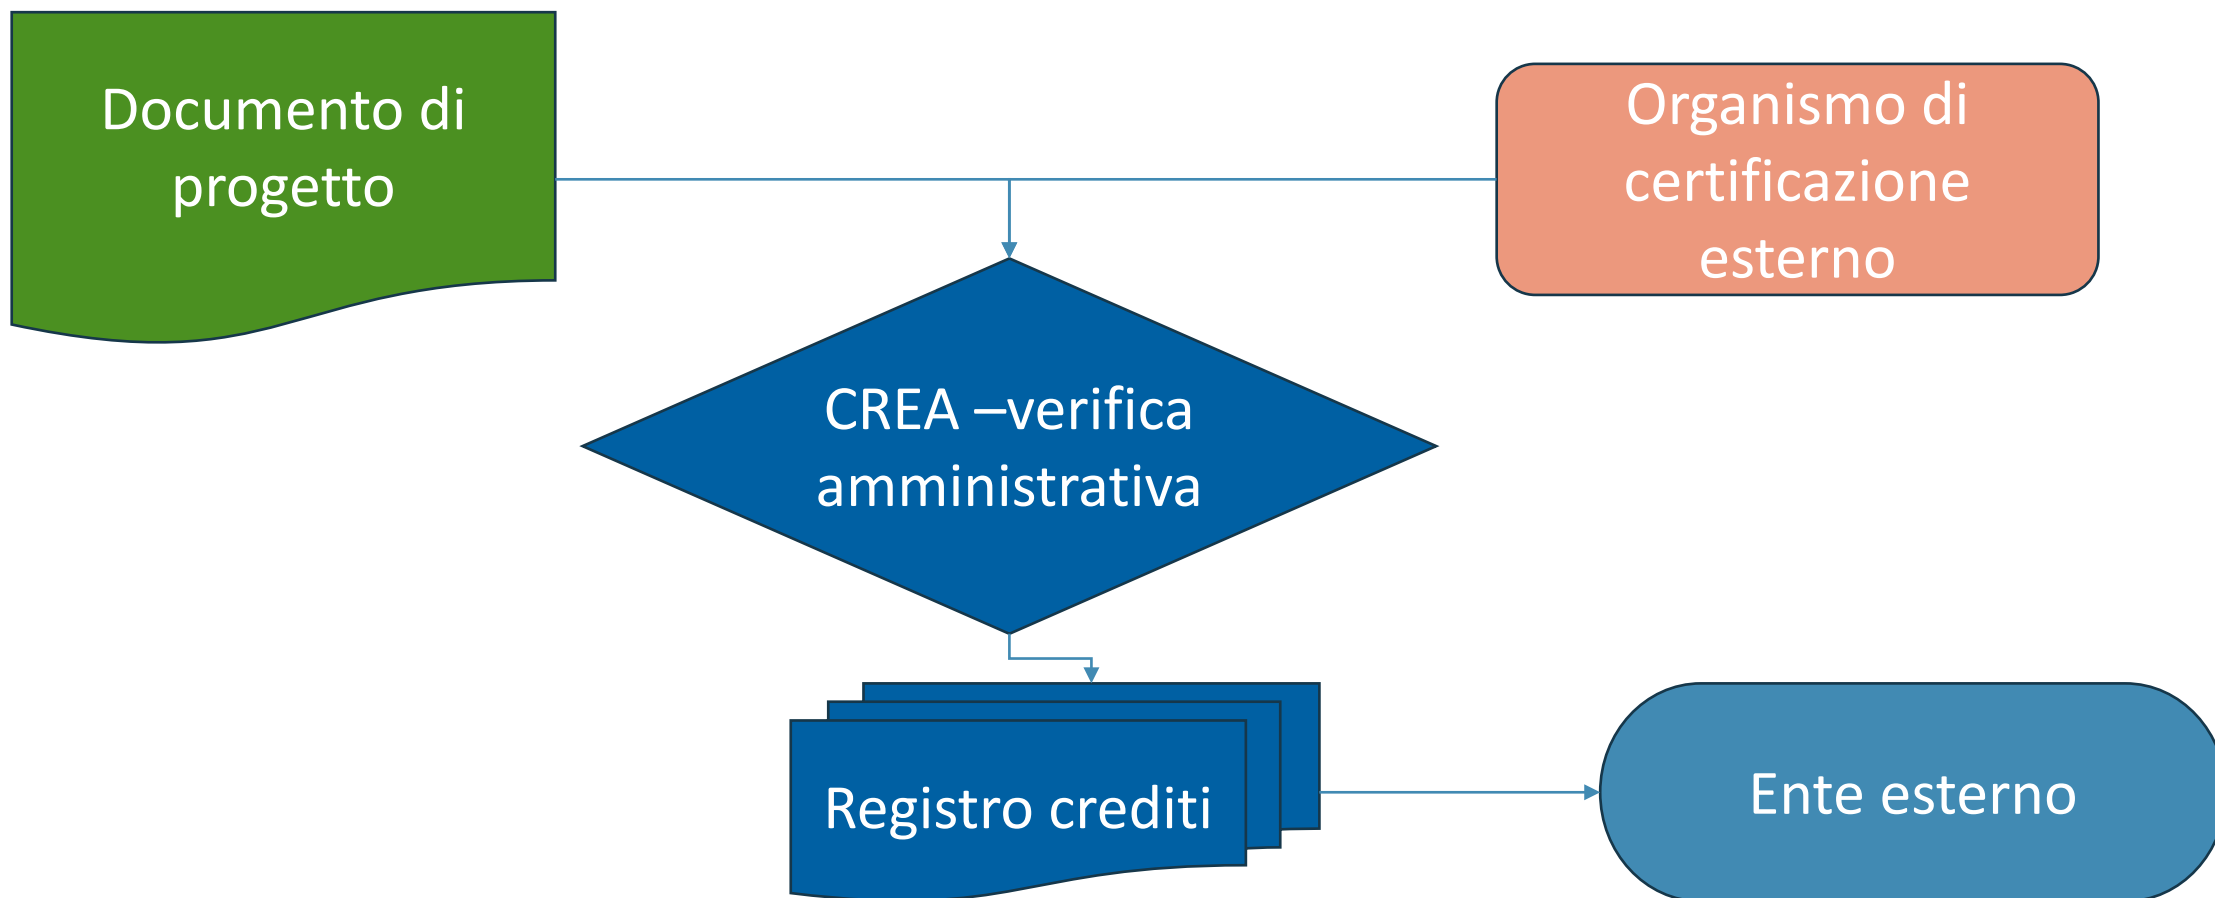 Documento di
progetto
Organismo di
certificazione
esterno
CREA –verifica
amministrativa
Registro crediti
Ente esterno